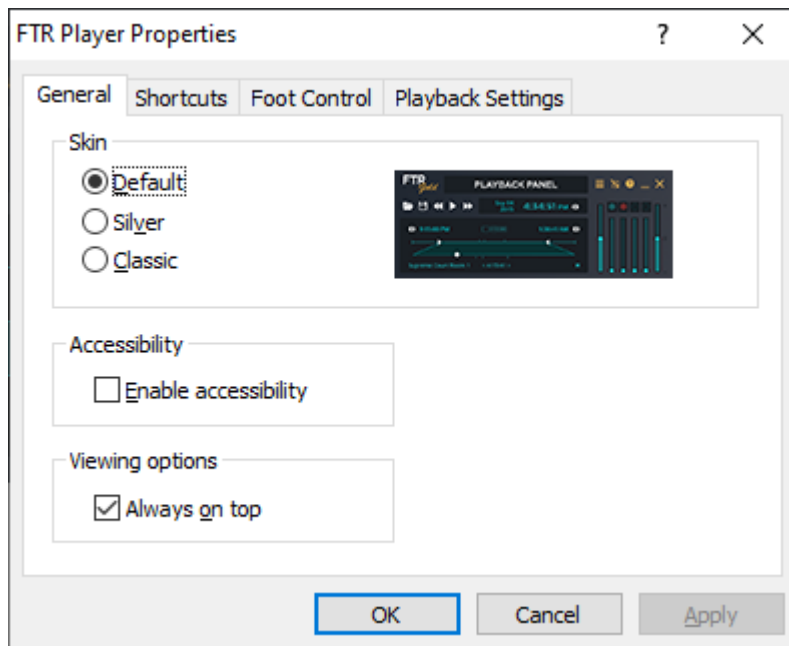 FTR Player Properties
General Shortcuts Foot Control Playback Settings
Skin
Default
Silver
Classic
FTR Gold PLAYBACK PANEL
Accessibility
Enable accessibility
Viewing options
Always on top
OK Cancel Apply